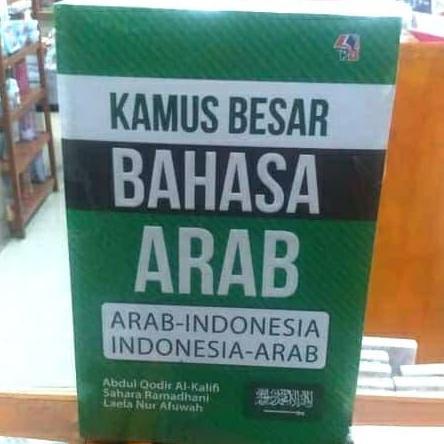 KAMUS BESAR
BAHASA
ARAB
ARAB-INDONESIA
INDONESIA-ARAB
Abdul Qodir Al-Kalifi
Sahara Ramadhani
Laela Nur Afuwah